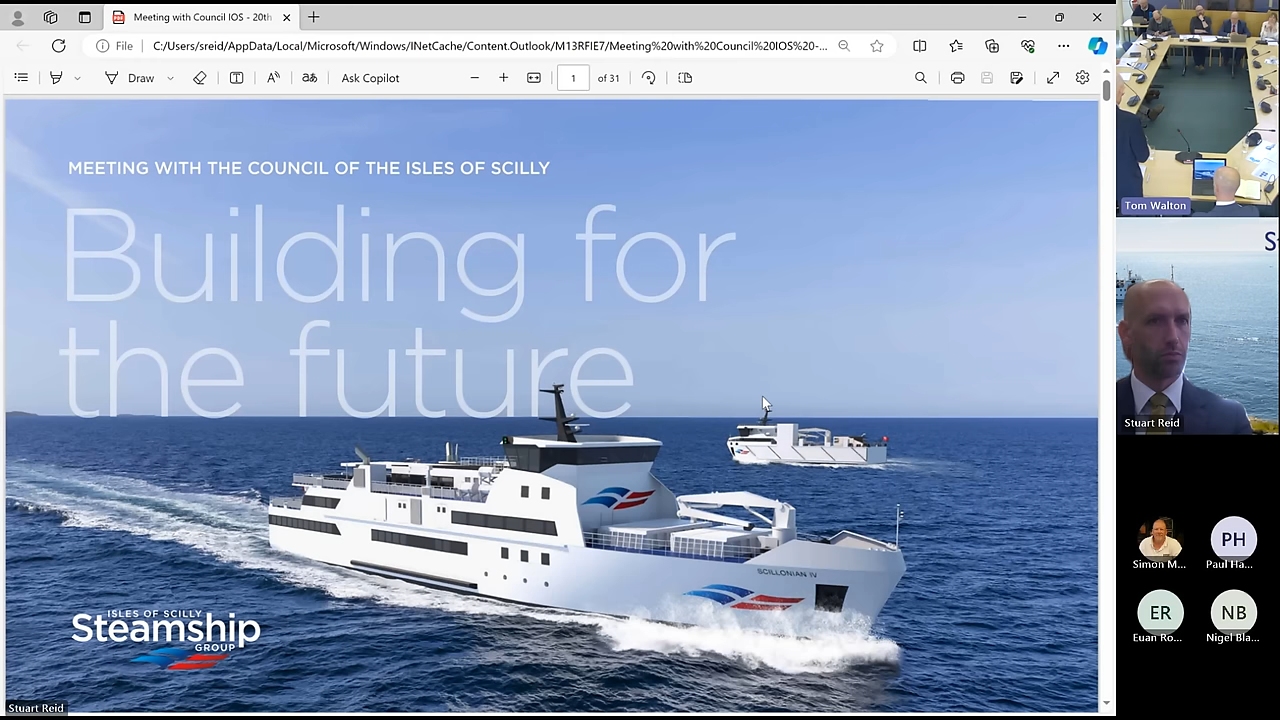 Meeting with Council IOS - 20th
File
C:/Users/sreid/AppData/Local/Microsoft/Windows/INetCache/Content.Outlook/M13RFIE7/Meeting%20with%20Council%20IOS%20-...
Draw
Ask Copilot
1
of 31
MEETING WITH THE COUNCIL OF THE ISLES OF SCILLY
Building for
the future
SCILLONIAN IV
ISLES OF SCILLY
Steamship
GROUP
Stuart Reid
Tom Walton
S
Stuart Reid
Simon M...
PH
Paul Ha...
ER
Euan Ro...
NB
Nigel Bla...